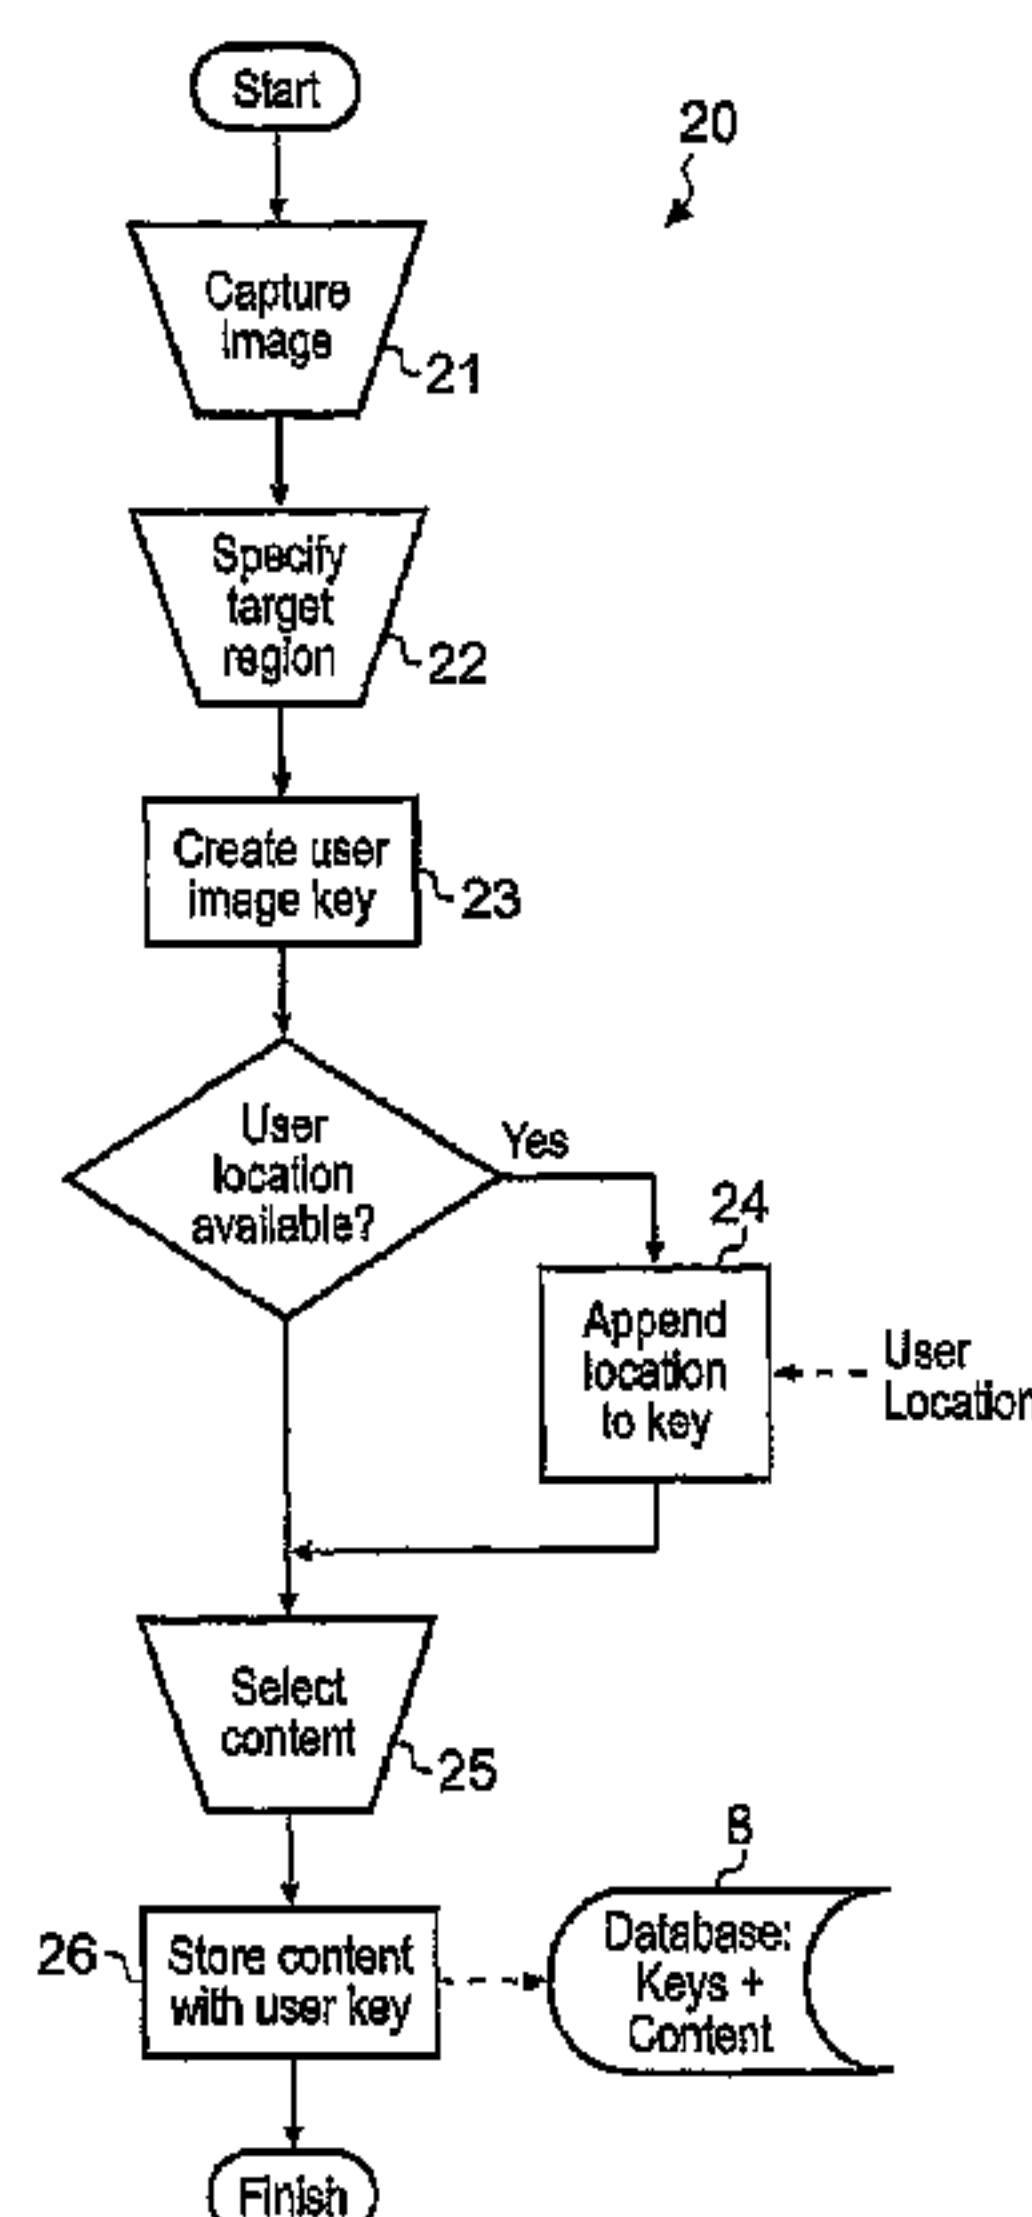 Start
20
Capture
Image
21
Specify
target
region
22
Create user
image key
23
User
location
available?
Yes
24
Append
location
to key
User
Location
Select
content
25
8
26
Store content
with user key
Database:
Keys +
Content
Finish